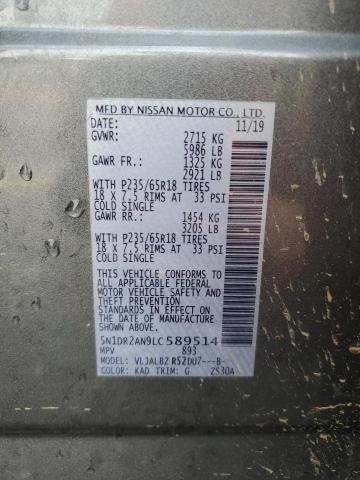 MFD BY NISSAN MOTOR CO., LTD.
DATE: 11/19
GVWR: 2715 KG
5986 LB
GAWR FR.: 1325 KG
2921 LB
WITH P235/65R18 TIRES
18 X 7.5 RIMS AT 33 PSI
COLD SINGLE
GAWR RR.: 1454 KG
3205 LB
WITH P235/65R18 TIRES
18 X 7.5 RIMS AT 33 PSI
COLD SINGLE
THIS VEHICLE CONFORMS TO
ALL APPLICABLE FEDERAL
MOTOR VEHICLE SAFETY
STANDARDS IN EFFECT ON
THE DATE OF MANUFACTURE
SHOWN ABOVE.
5N1DR2AN9LC589514
MPV 893
MODEL: VLJALBZ R52DU7---B-
COLOR: KAD TRIM: G ZS30A